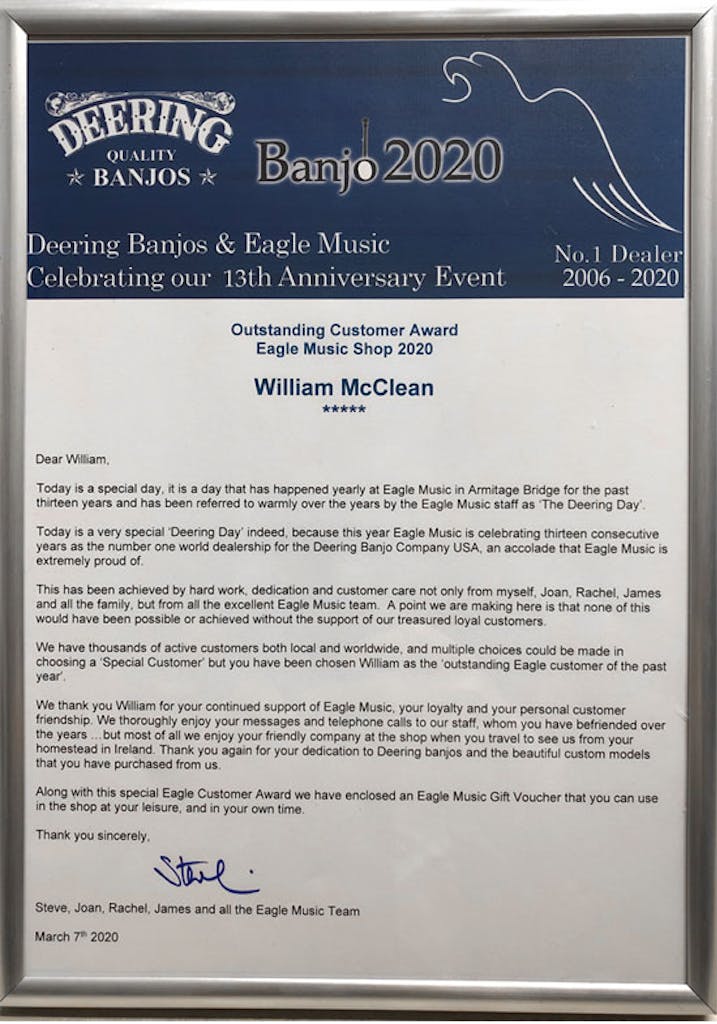 DEERING
QUALITY
BANJOS
Banjo 2020
Deering Banjos & Eagle Music
Celebrating our 13th Anniversary Event
No.1 Dealer
2006 - 2020
Outstanding Customer Award
Eagle Music Shop 2020
William McClean
*****
Dear William,
Today is a special day, it is a day that has happened yearly at Eagle Music in Armitage Bridge for the past
thirteen years and has been referred to warmly over the years by the Eagle Music staff as 'The Deering Day'.
Today is a very special 'Deering Day' indeed, because this year Eagle Music is celebrating thirteen consecutive
years as the number one world dealership for the Deering Banjo Company USA, an accolade that Eagle Music is
extremely proud of.
This has been achieved by hard work, dedication and customer care not only from myself, Joan, Rachel, James
and all the family, but from all the excellent Eagle Music team. A point we are making here is that none of this
would have been possible or achieved without the support of our treasured loyal customers.
We have thousands of active customers both local and worldwide, and multiple choices could be made in
choosing a 'Special Customer' but you have been chosen William as the 'outstanding Eagle customer of the past
year'.
We thank you William for your continued support of Eagle Music, your loyalty and your personal customer
friendship. We thoroughly enjoy your messages and telephone calls to our staff, whom you have befriended over
the years ...but most of all we enjoy your friendly company at the shop when you travel to see us from your
homestead in Ireland. Thank you again for your dedication to Deering banjos and the beautiful custom models
that you have purchased from us.
Along with this special Eagle Customer Award we have enclosed an Eagle Music Gift Voucher that you can use
in the shop at your leisure, and in your own time.
Thank you sincerely,
Steve
Steve, Joan, Rachel, James and all the Eagle Music Team
March 7th 2020